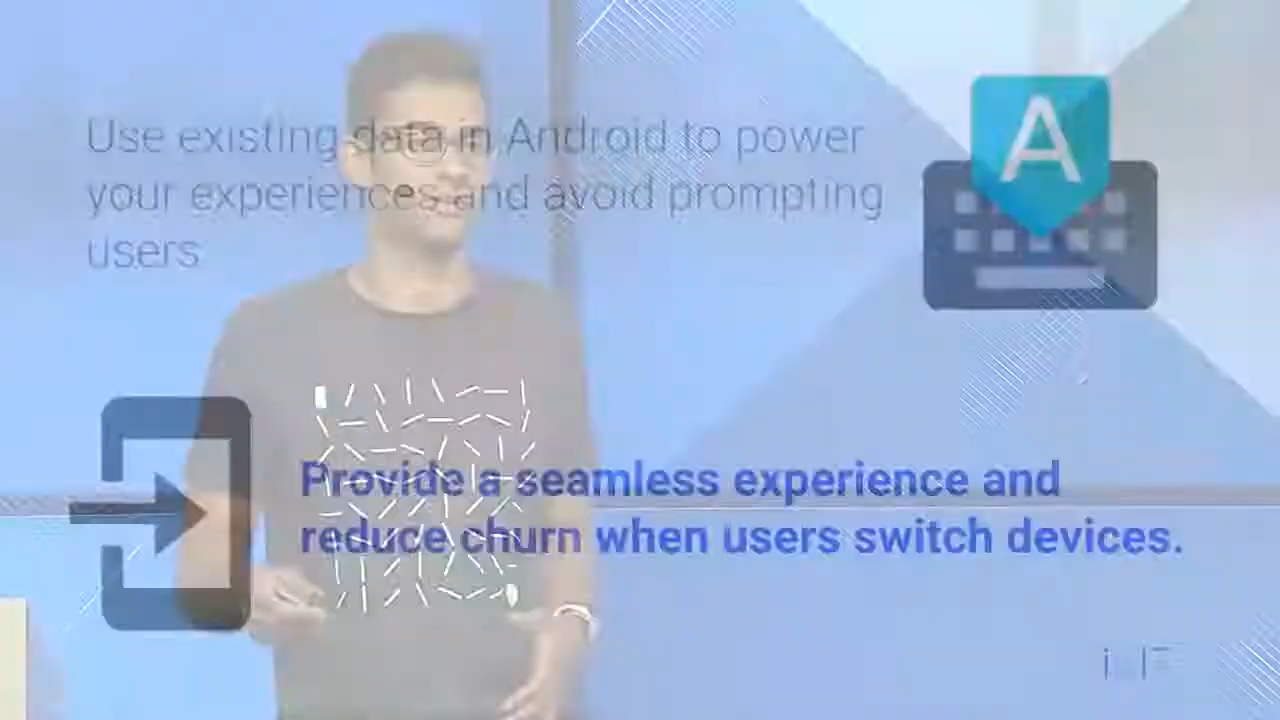 Use existing data in Android to power
your experiences and avoid prompting
users
A
Provide a seamless experience and
reduce churn when users switch devices.